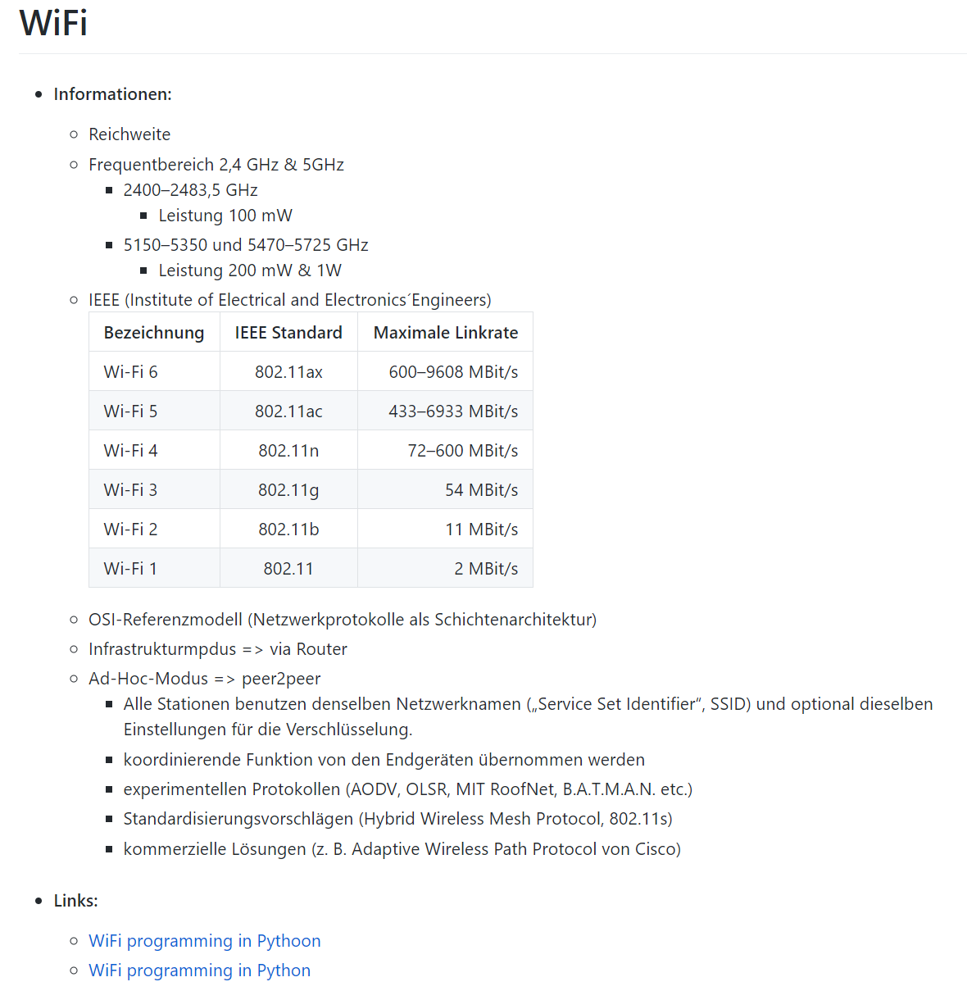 WiFi
Informationen:
Reichweite
Frequentbereich 2,4 GHz & 5GHz
2400–2483,5 GHz
Leistung 100 mW
5150–5350 und 5470–5725 GHz
Leistung 200 mW & 1W
IEEE (Institute of Electrical and Electronics´Engineers)
Bezeichnung IEEE Standard Maximale Linkrate
Wi-Fi 6 802.11ax 600–9608 MBit/s
Wi-Fi 5 802.11ac 433–6933 MBit/s
Wi-Fi 4 802.11n 72–600 MBit/s
Wi-Fi 3 802.11g 54 MBit/s
Wi-Fi 2 802.11b 11 MBit/s
Wi-Fi 1 802.11 2 MBit/s
OSI-Referenzmodell (Netzwerkprotokolle als Schichtenarchitektur)
Infrastrukturmpdus => via Router
Ad-Hoc-Modus => peer2peer
Alle Stationen benutzen denselben Netzwerknamen („Service Set Identifier“, SSID) und optional dieselben
Einstellungen für die Verschlüsselung.
koordinierende Funktion von den Endgeräten übernommen werden
experimentellen Protokollen (AODV, OLSR, MIT RoofNet, B.A.T.M.A.N. etc.)
Standardisierungsvorschlägen (Hybrid Wireless Mesh Protocol, 802.11s)
kommerzielle Lösungen (z. B. Adaptive Wireless Path Protocol von Cisco)
Links:
WiFi programming in Pythoon
WiFi programming in Python